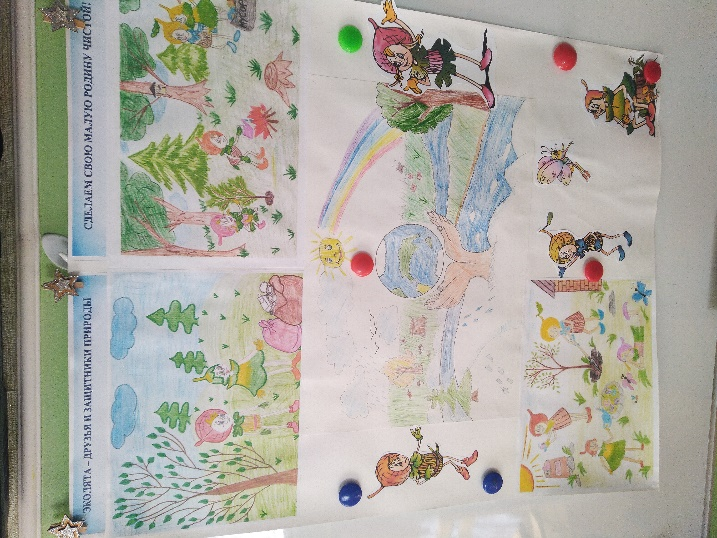 ЭКОЛЯТА – ДРУЗЬЯ И ЗАЩИТНИКИ ПРИРОДЫ
СДЕЛАЕМ СВОЮ МАЛУЮ РОДИНУ ЧИСТОЙ!